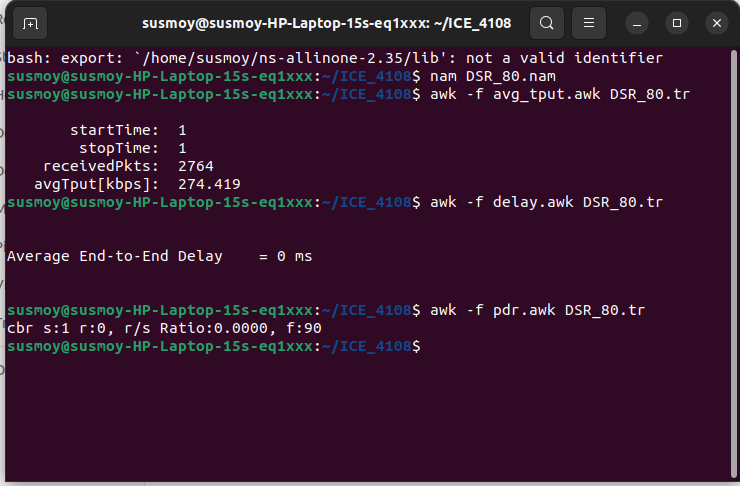 susmoy@susmoy-HP-Laptop-15s-eq1xxx: ~/ICE_4108
bash: export: `/home/susmoy/ns-allinone-2.35/lib': not a valid identifier
susmoy@susmoy-HP-Laptop-15s-eq1xxx:~/ICE_4108$ nam DSR_80.nam
susmoy@susmoy-HP-Laptop-15s-eq1xxx:~/ICE_4108$ awk -f avg_tput.awk DSR_80.tr
startTime: 1
stopTime: 1
receivedPkts: 2764
avgTput[kbps]: 274.419
susmoy@susmoy-HP-Laptop-15s-eq1xxx:~/ICE_4108$ awk -f delay.awk DSR_80.tr
Average End-to-End Delay = 0 ms
susmoy@susmoy-HP-Laptop-15s-eq1xxx:~/ICE_4108$ awk -f pdr.awk DSR_80.tr
cbr s:1 r:0, r/s Ratio:0.0000, f:90
susmoy@susmoy-HP-Laptop-15s-eq1xxx:~/ICE_4108$